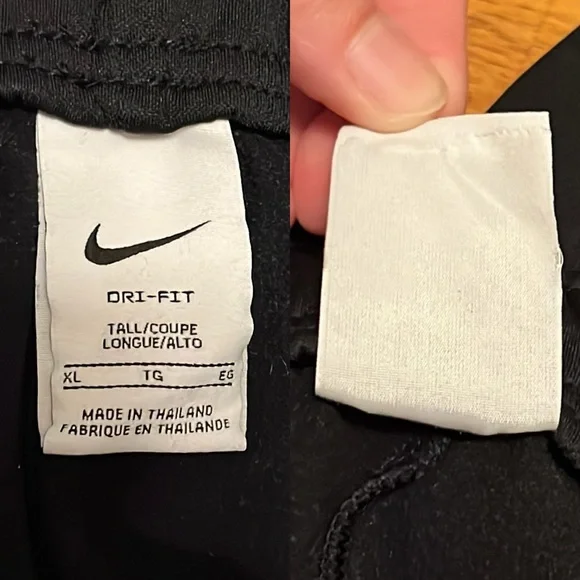 DRI-FIT
TALL/COUPE
LONGUE/ALTO
XL TG EG
MADE IN THAILAND
FABRIQUE EN THAILANDE